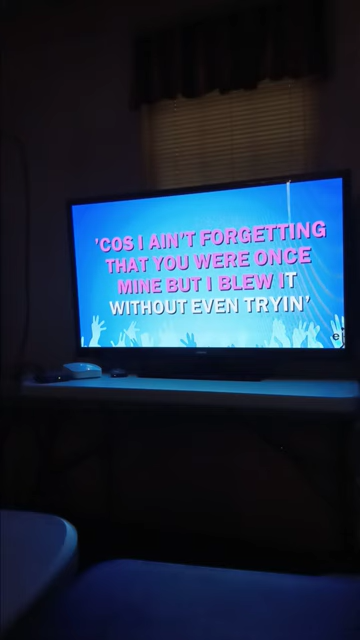 'COS I AIN'T FORGETTING
THAT YOU WERE ONCE
MINE BUT I BLEW IT
WITHOUT EVEN TRYIN'
e